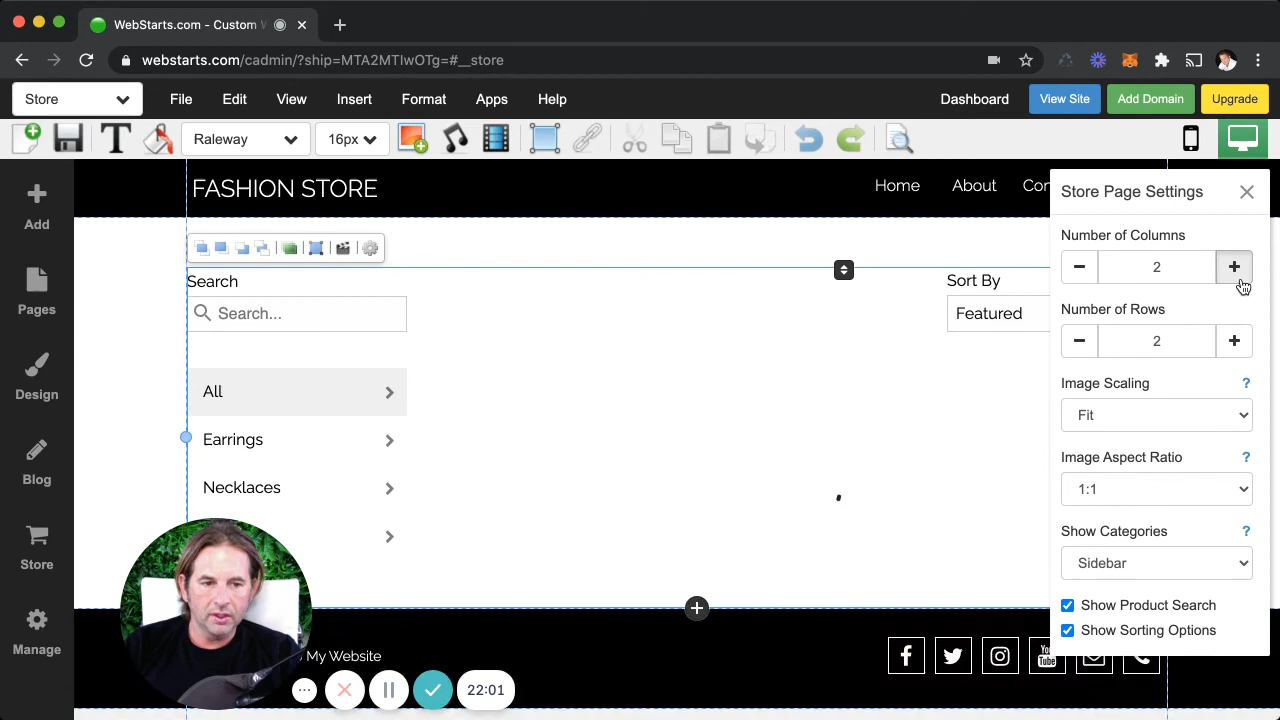 WebStarts.com - Custom W
webstarts.com/cadmin/?ship=MTA2MTIwOTg=#__store
Store
File
Edit
View
Insert
Format
Apps
Help
Dashboard
View Site
Add Domain
Upgrade
Raleway
16px
Add
Pages
Design
Blog
Store
Manage
FASHION STORE
Home
About
Con
Search
Search...
Sort By
Featured
All
Earrings
Necklaces
Store Page Settings
Number of Columns
2
Number of Rows
2
Image Scaling
?
Fit
Image Aspect Ratio
?
1:1
Show Categories
?
Sidebar
Show Product Search
Show Sorting Options
My Website
You
22:01